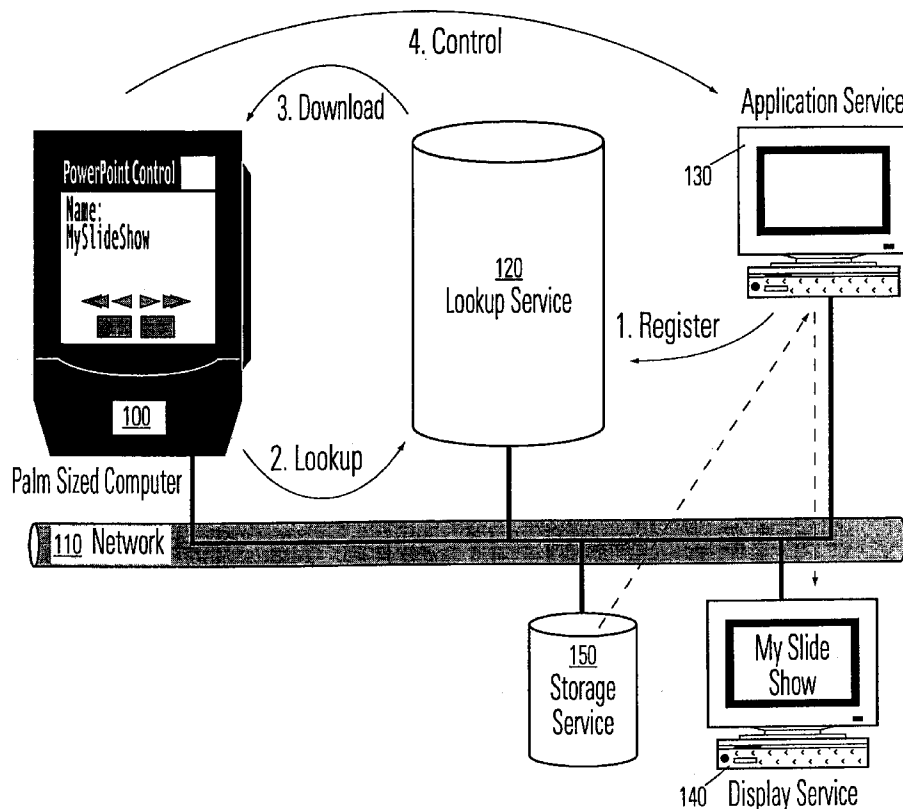 4. Control
3. Download
Application Service
130
PowerPoint Control
Name:
MySlideShow
120
Lookup Service
1. Register
100
2. Lookup
Palm Sized Computer
110 Network
150
Storage
Service
My Slide
Show
140
Display Service